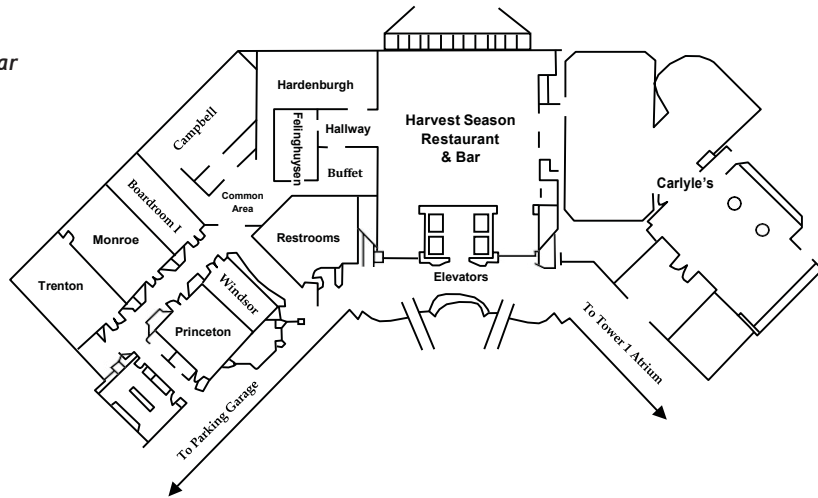 ar
Hardenburgh
Campbell
Felinghuysen
Hallway
Harvest Season
Restaurant
& Bar
Buffet
Carlyle's
Boardroom I
Common
Area
Monroe
Restrooms
Trenton
Windsor
Elevators
Princeton
To Parking Garage
To Tower 1 Atrium